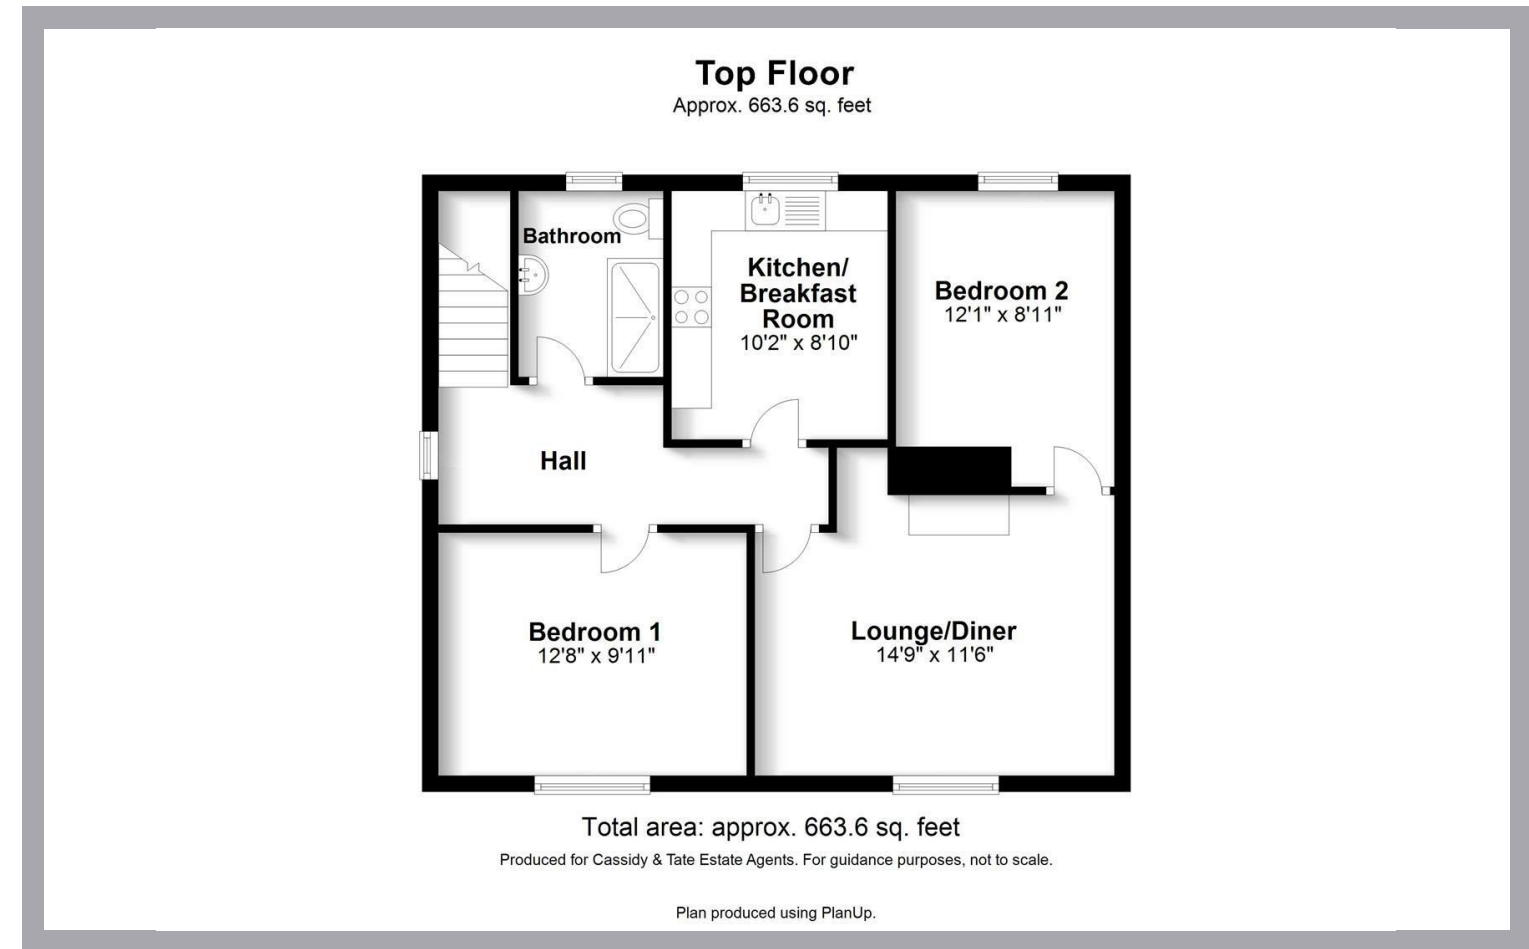 Top Floor
Approx. 663.6 sq. feet
Bathroom
Kitchen/
Breakfast
Room
10'2" x 8'10"
Bedroom 2
12'1" x 8'11"
Hall
Bedroom 1
12'8" x 9'11"
Lounge/Diner
14'9" x 11'6"
Total area: approx. 663.6 sq. feet
Produced for Cassidy & Tate Estate Agents. For guidance purposes, not to scale.
Plan produced using PlanUp.